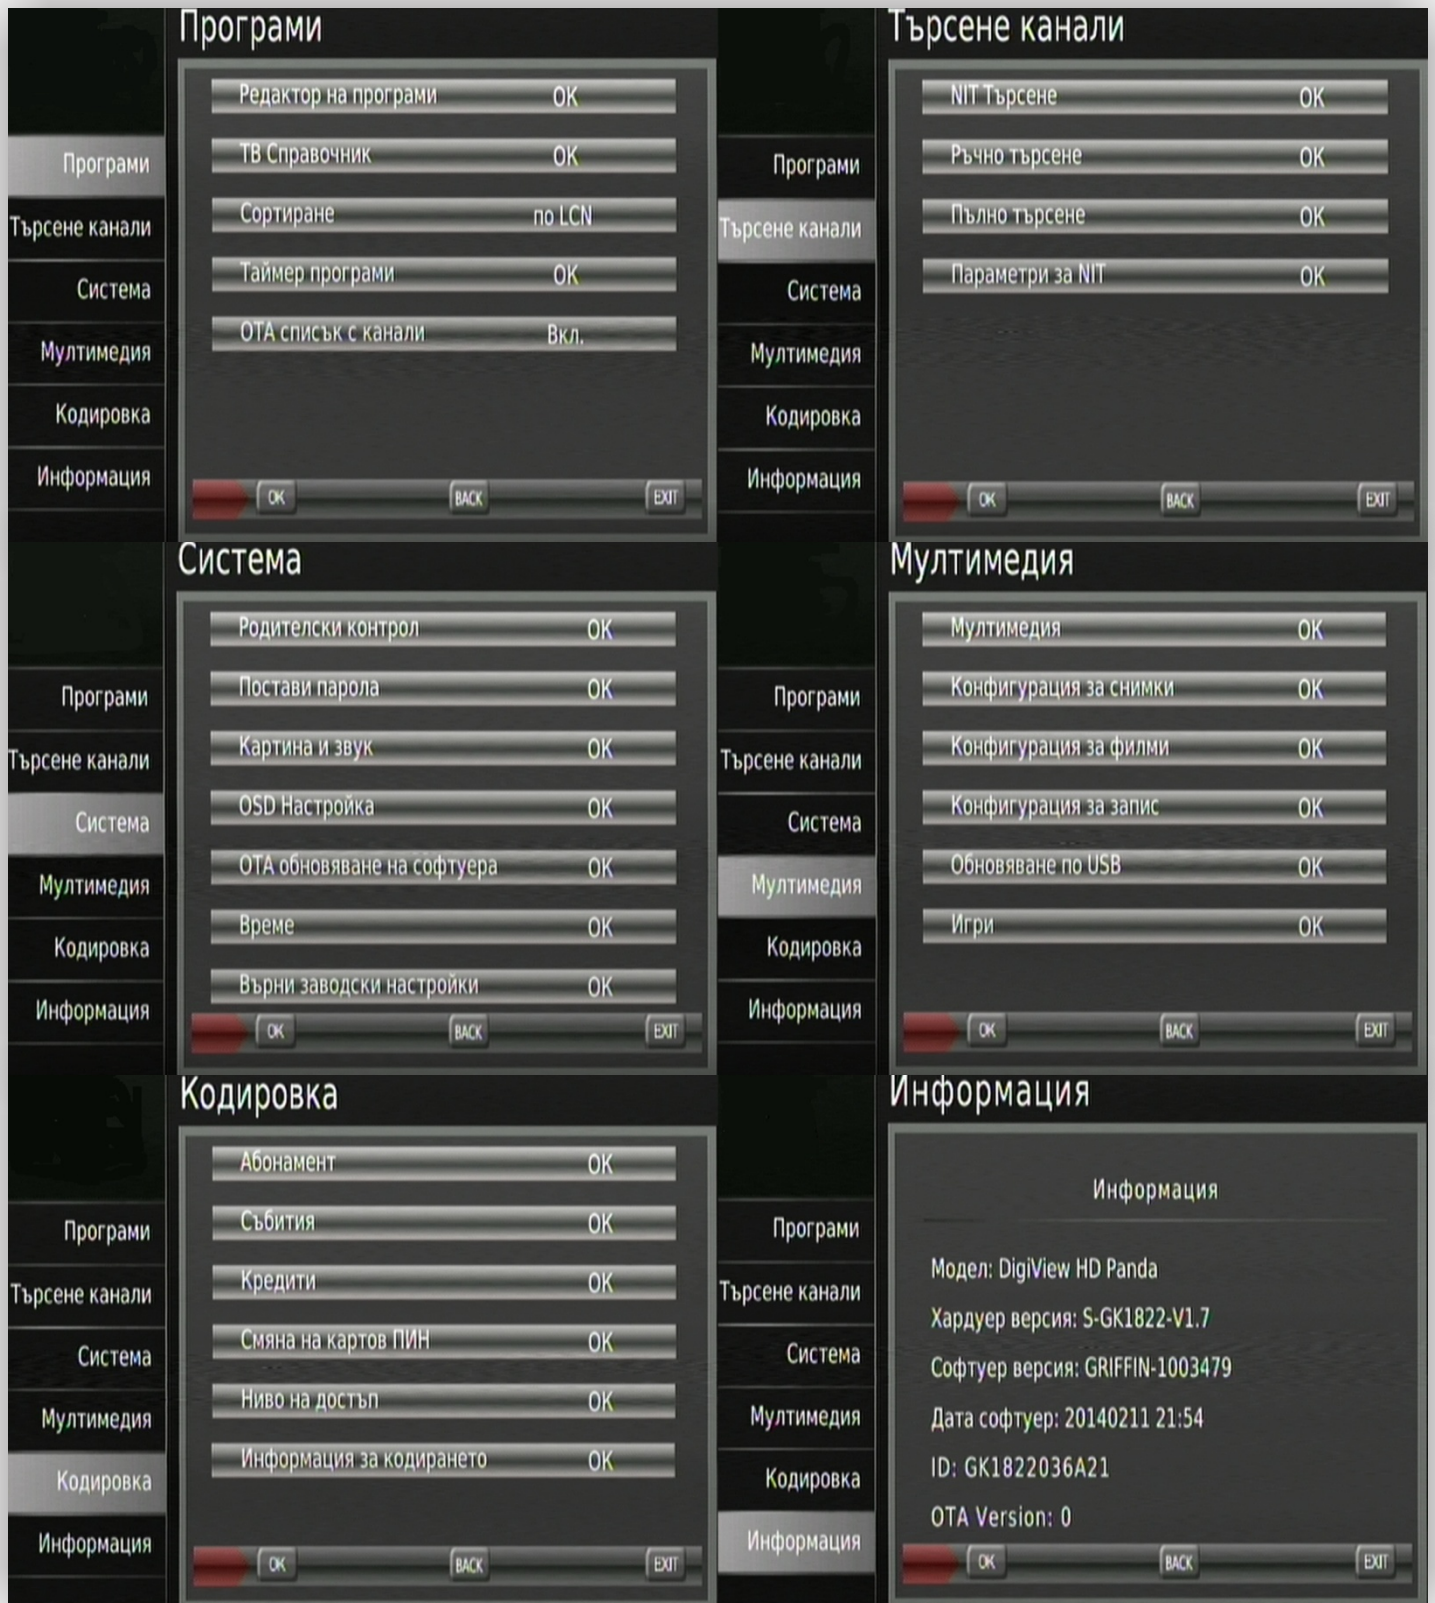 Програми
Редактор на програми OK
ТВ Справочник OK
Сортиране по LCN
Таймер програми OK
ОТА списък с канали Вкл.
Програми
Търсене канали
Система
Мултимедия
Кодировка
Информация
OK BACK EXIT
Търсене канали
NIT Търсене OK
Ръчно търсене OK
Пълно търсене OK
Параметри за NIT OK
Програми
Търсене канали
Система
Мултимедия
Кодировка
Информация
OK BACK EXIT
Система
Родителски контрол OK
Постави парола OK
Картина и звук OK
OSD Настройка OK
ОТА обновяване на софтуера OK
Време OK
Върни заводски настройки OK
Програми
Търсене канали
Система
Мултимедия
Кодировка
Информация
OK BACK EXIT
Мултимедия
Мултимедия OK
Конфигурация за снимки OK
Конфигурация за филми OK
Конфигурация за запис OK
Обновяване по USB OK
Игри OK
Програми
Търсене канали
Система
Мултимедия
Кодировка
Информация
OK BACK EXIT
Кодировка
Абонамент OK
Събития OK
Кредити OK
Смяна на картов ПИН OK
Ниво на достъп OK
Информация за кодирането OK
Програми
Търсене канали
Система
Мултимедия
Кодировка
Информация
OK BACK EXIT
Информация
Информация
Модел: DigiView HD Panda
Хардуер версия: S-GK1822-V1.7
Софтуер версия: GRIFFIN-1003479
Дата софтуер: 20140211 21:54
ID: GK1822036A21
OTA Version: 0
Програми
Търсене канали
Система
Мултимедия
Кодировка
Информация
OK BACK EXIT